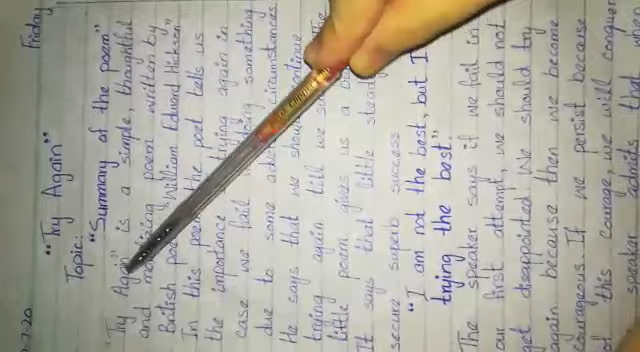 Friday
7-20
"Try Again"
Topic:
"Summary of the poem"
"Try Again" is a simple, thoughtful
and poem written by
British "William Edward Hickson"
In this the poet tells us
the importance trying again in
case we fail doing something
due to some circumstances.
He says that we
trying again till we
little poem gives us a
It says that little
secure superb success
"I am not the best, but I
trying the best"
The speaker says if we fail in
our first attempt, we should not
get disappointed. We should try
again because then we become
courageous. If we persist because
of this courage, we will conquer
speaker admits that